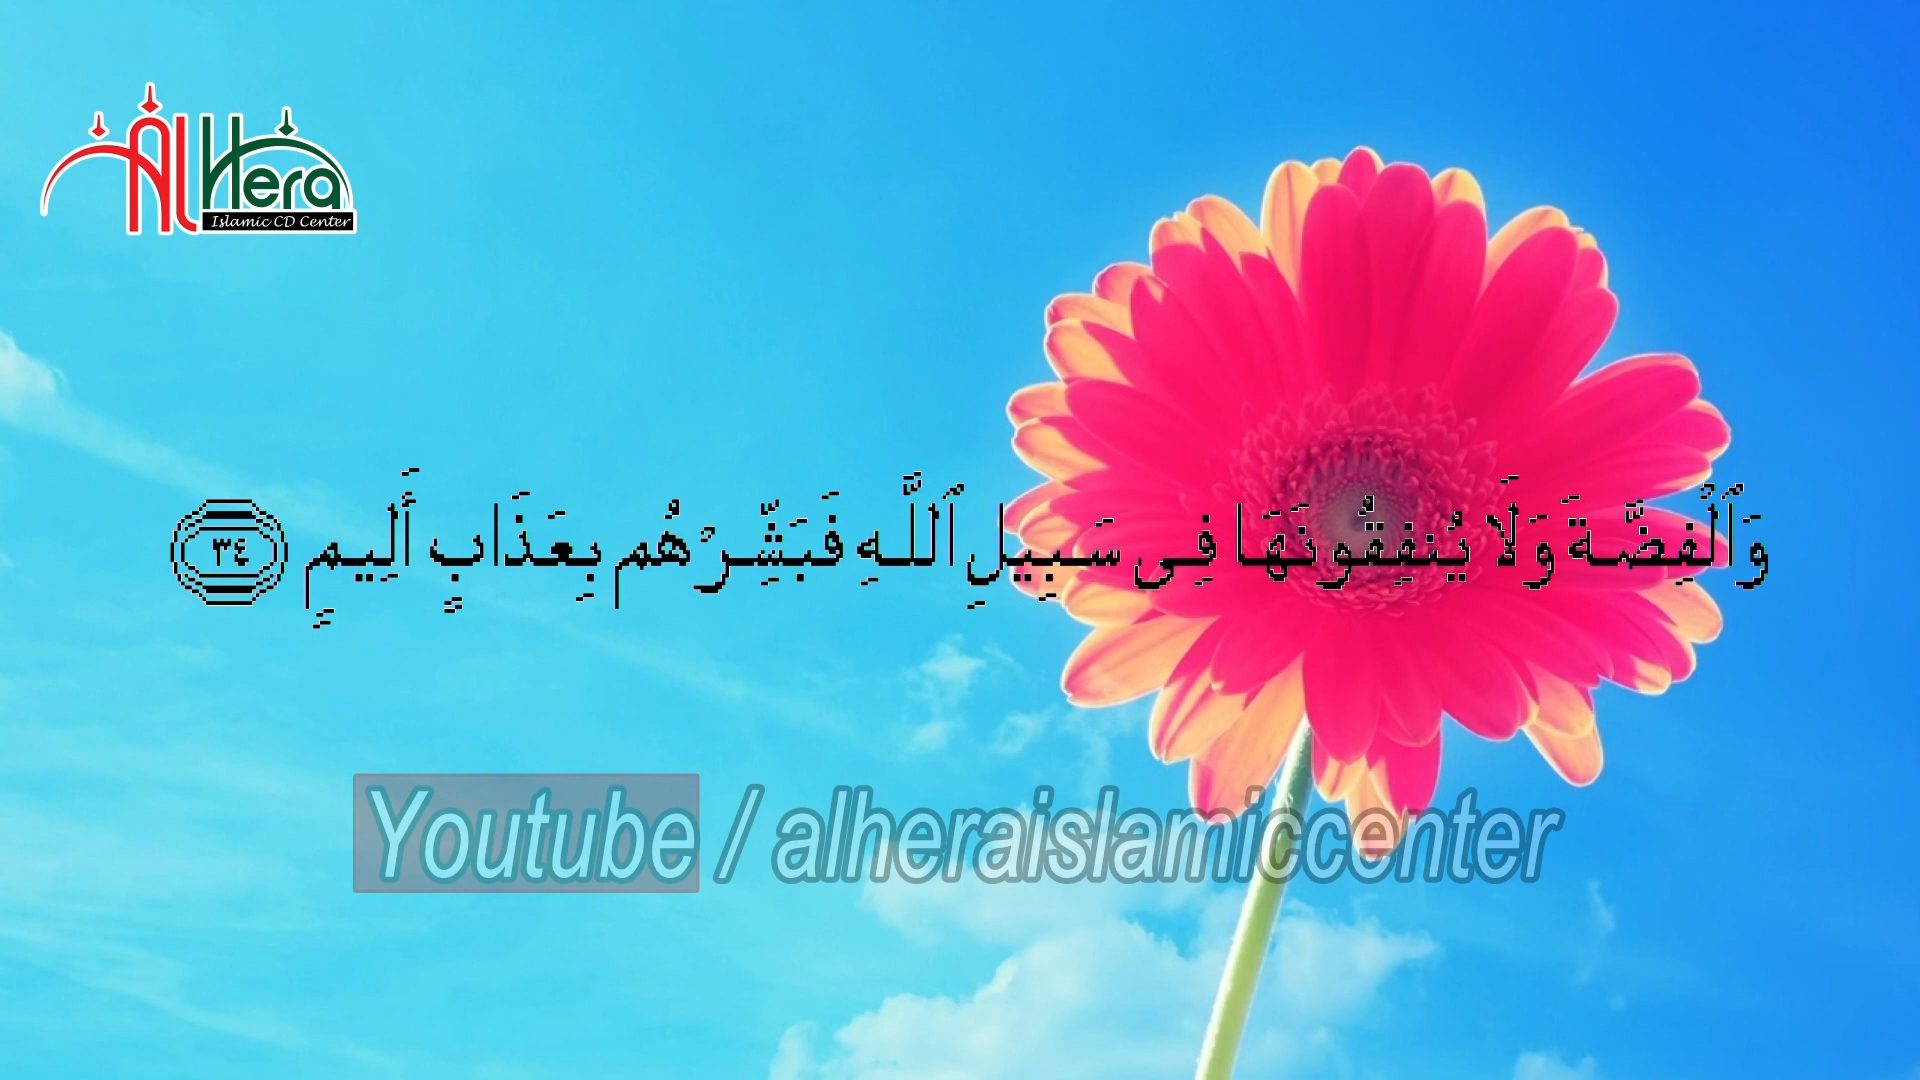 AlHera
Islamic CD Center
وَٱلْفِضَّةَ وَلَا يُنفِقُونَهَا فِى سَبِيلِ ٱللَّهِ فَبَشِّرْهُم بِعَذَابٍ أَلِيمٍ ٣٤
Youtube / alheraislamiccenter